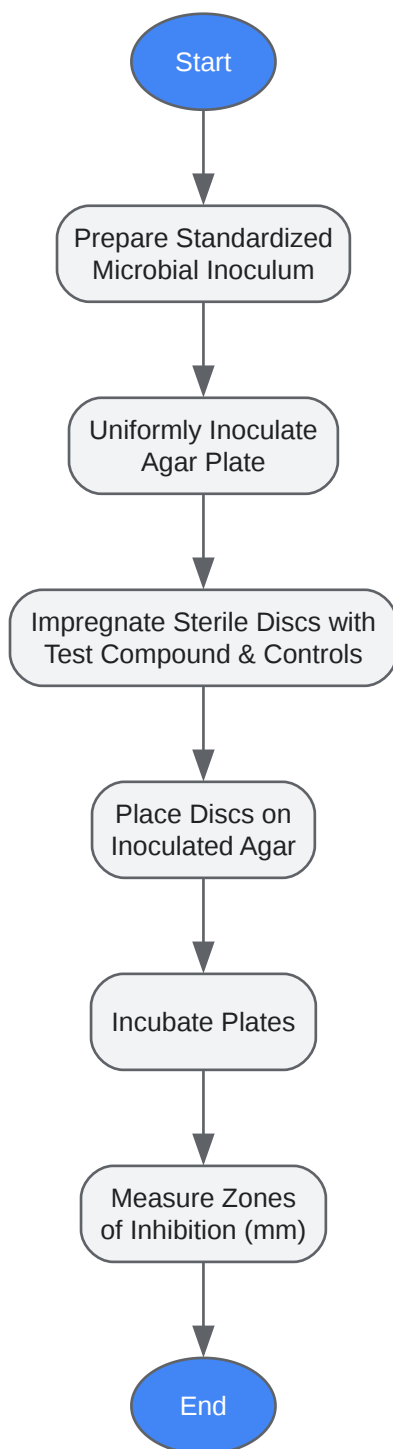 Start
Prepare Standardized
Microbial Inoculum
Uniformly Inoculate
Agar Plate
Impregnate Sterile Discs with
Test Compound & Controls
Place Discs on
Inoculated Agar
Incubate Plates
Measure Zones
of Inhibition (mm)
End